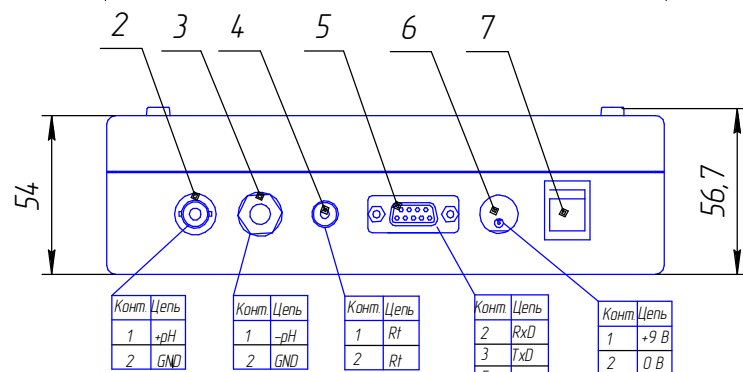 2 3 4 5 6 7
54
56,7
Конт. Цепь
1 +pH
2 GND
Конт. Цепь
1 -pH
2 GND
Конт. Цепь
1 Rt
2 Rt
Конт. Цепь
2 RxD
3 TxD
Конт. Цепь
1 +9 В
2 0 В